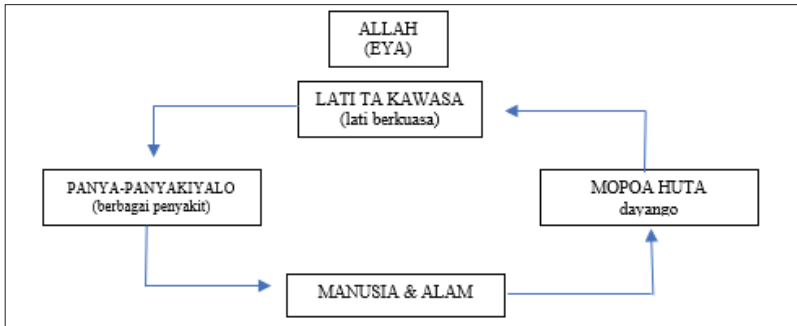 ALLAH
(EYA)
LATI TA KAWASA
(lati berkuasa)
PANYA-PANYAKIYALO
(berbagai penyakit)
MOPOA HUTA
dayango
MANUSIA & ALAM